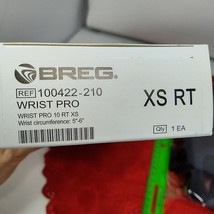 BREG.
REF 100422-210
WRIST PRO
WRIST PRO 10 RT XS
Wrist circumference: 5"-6"
XS RT
Qty 1 EA